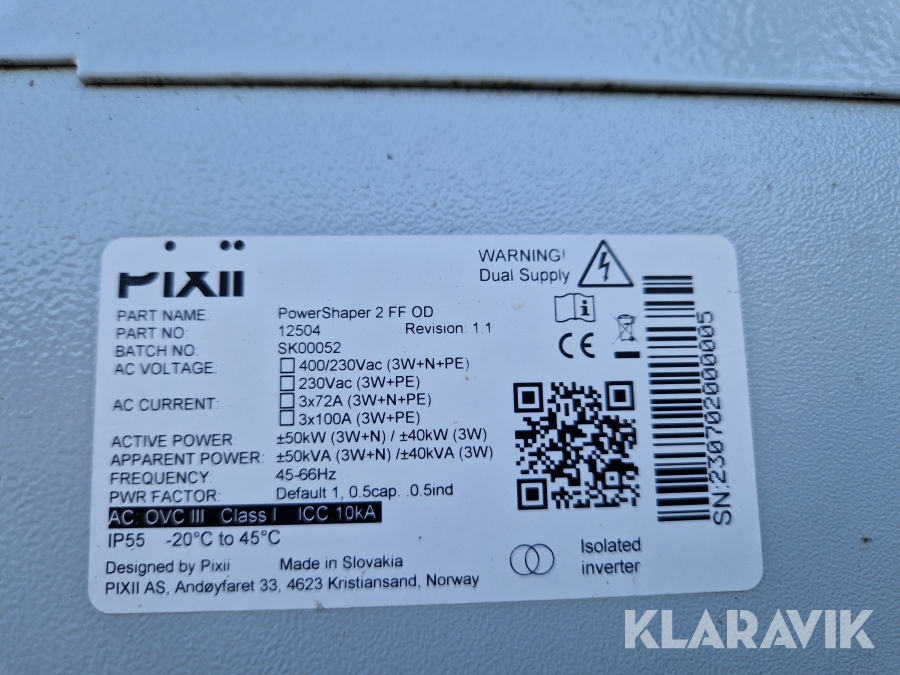 PIXII
WARNING!
Dual Supply
PART NAME: PowerShaper 2 FF OD
PART NO: 12504 Revision: 1.1
BATCH NO: SK00052
AC VOLTAGE: 400/230Vac (3W+N+PE)
230Vac (3W+PE)
AC CURRENT: 3x72A (3W+N+PE)
3x100A (3W+PE)
ACTIVE POWER ±50kW (3W+N) / ±40kW (3W)
APPARENT POWER: ±50kVA (3W+N) /±40kVA (3W)
FREQUENCY: 45-66Hz
PWR FACTOR: Default 1, 0.5cap...0.5ind
AC: OVC III Class I ICC 10kA
IP55 -20°C to 45°C
Designed by Pixii Made in Slovakia
PIXII AS, Andøyfaret 33, 4623 Kristiansand, Norway
CE
SN:2307020000005
Isolated
inverter
KLARAVIK